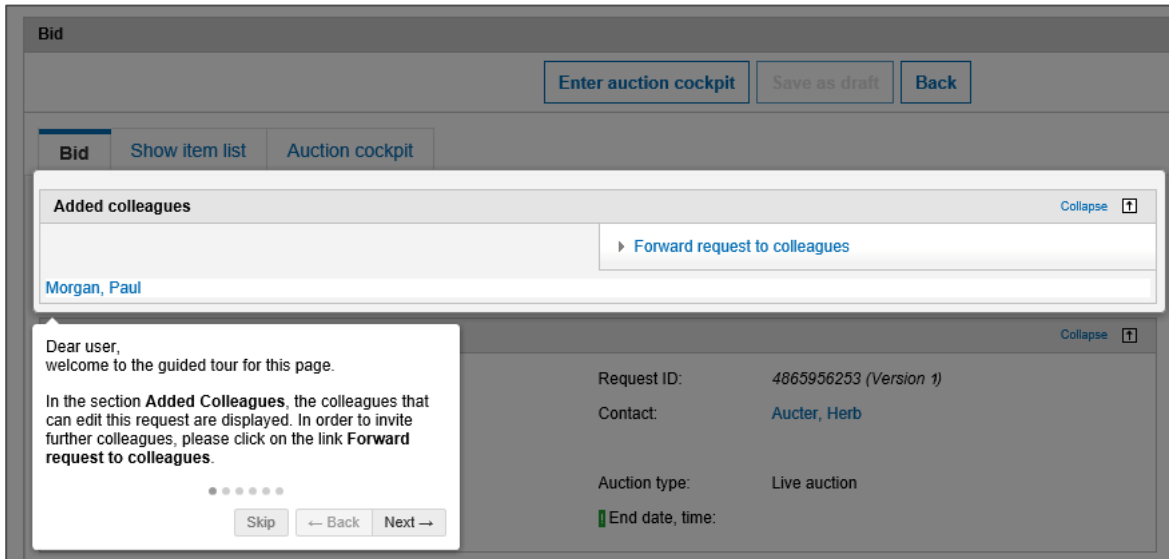 Bid
Enter auction cockpit Save as draft Back
Bid Show item list Auction cockpit
Added colleagues Collapse
Forward request to colleagues
Morgan, Paul
Collapse
Dear user,
welcome to the guided tour for this page.
In the section Added Colleagues, the colleagues that
can edit this request are displayed. In order to invite
further colleagues, please click on the link Forward
request to colleagues.
Skip ← Back Next →
Request ID: 4865956253 (Version 1)
Contact: Aucter, Herb
Auction type: Live auction
End date, time: